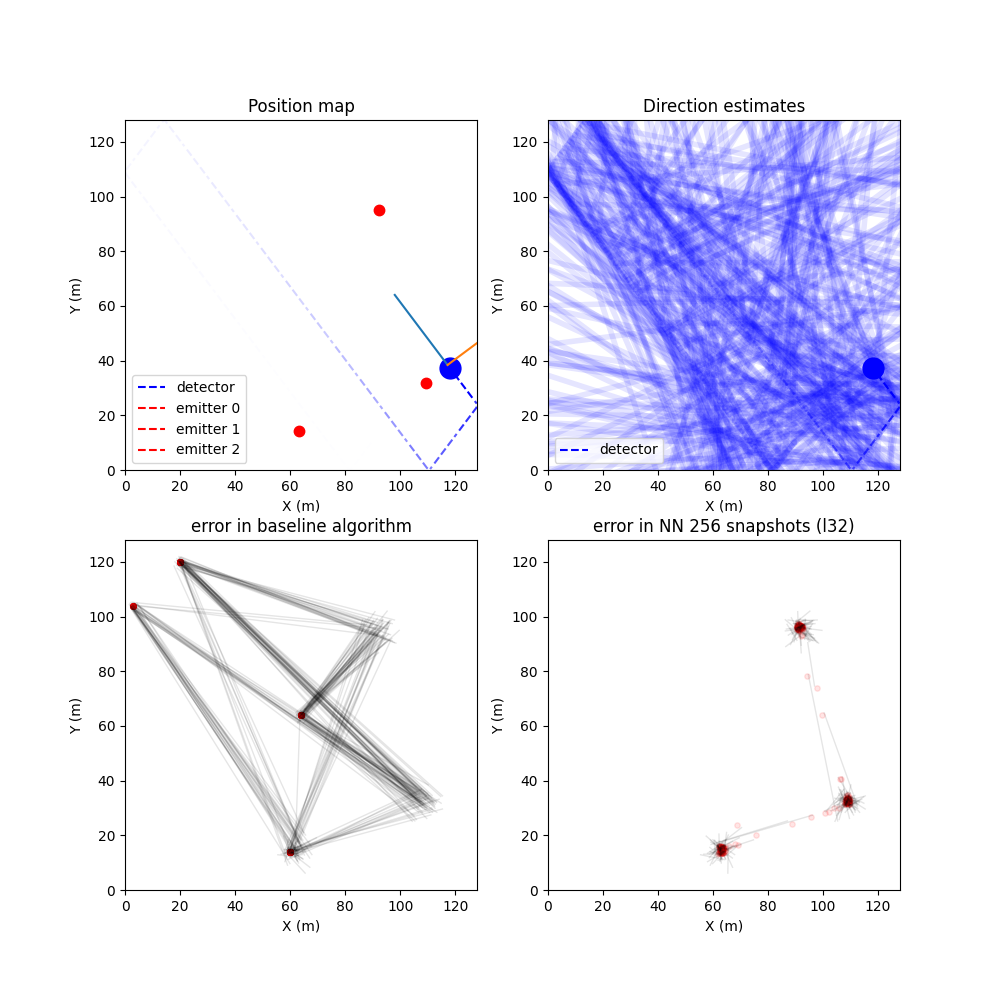 Position map
Direction estimates
120
100
80
60
40
20
0
Y (m)
detector
emitter 0
emitter 1
emitter 2
0 20 40 60 80 100 120
X (m)
120
100
80
60
40
20
0
Y (m)
detector
0 20 40 60 80 100 120
X (m)
error in baseline algorithm
error in NN 256 snapshots (l32)
120
100
80
60
40
20
0
Y (m)
0 20 40 60 80 100 120
X (m)
120
100
80
60
40
20
0
Y (m)
0 20 40 60 80 100 120
X (m)